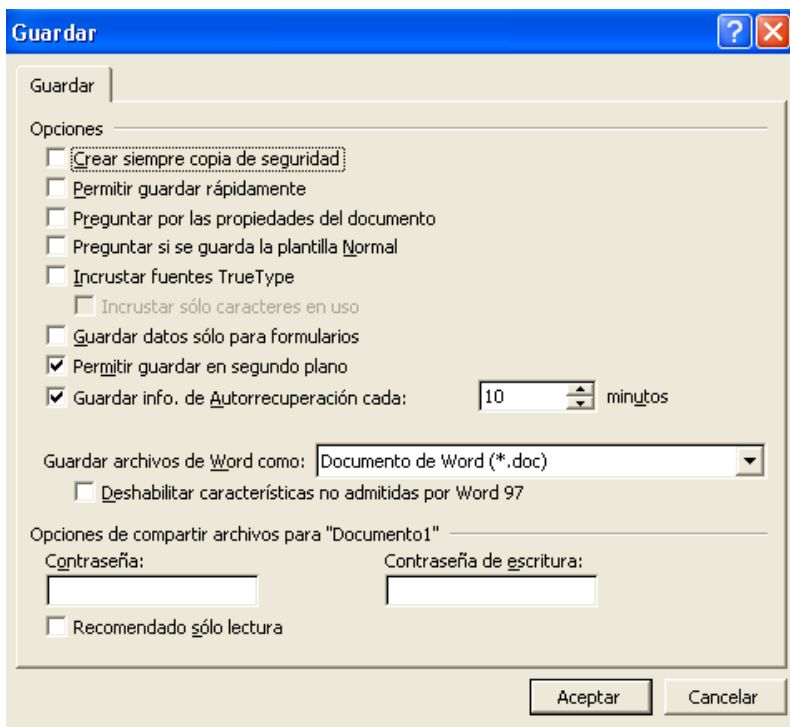 Guardar
Guardar
Opciones
Crear siempre copia de seguridad
Permitir guardar rápidamente
Preguntar por las propiedades del documento
Preguntar si se guarda la plantilla Normal
Incrustar fuentes TrueType
Incrustar sólo caracteres en uso
Guardar datos sólo para formularios
Permitir guardar en segundo plano
Guardar info. de Autorrecuperación cada: 10 minutos
Guardar archivos de Word como: Documento de Word (*.doc)
Deshabilitar características no admitidas por Word 97
Opciones de compartir archivos para "Documento1"
Contraseña: Contraseña de escritura:
Recomendado sólo lectura
Aceptar Cancelar